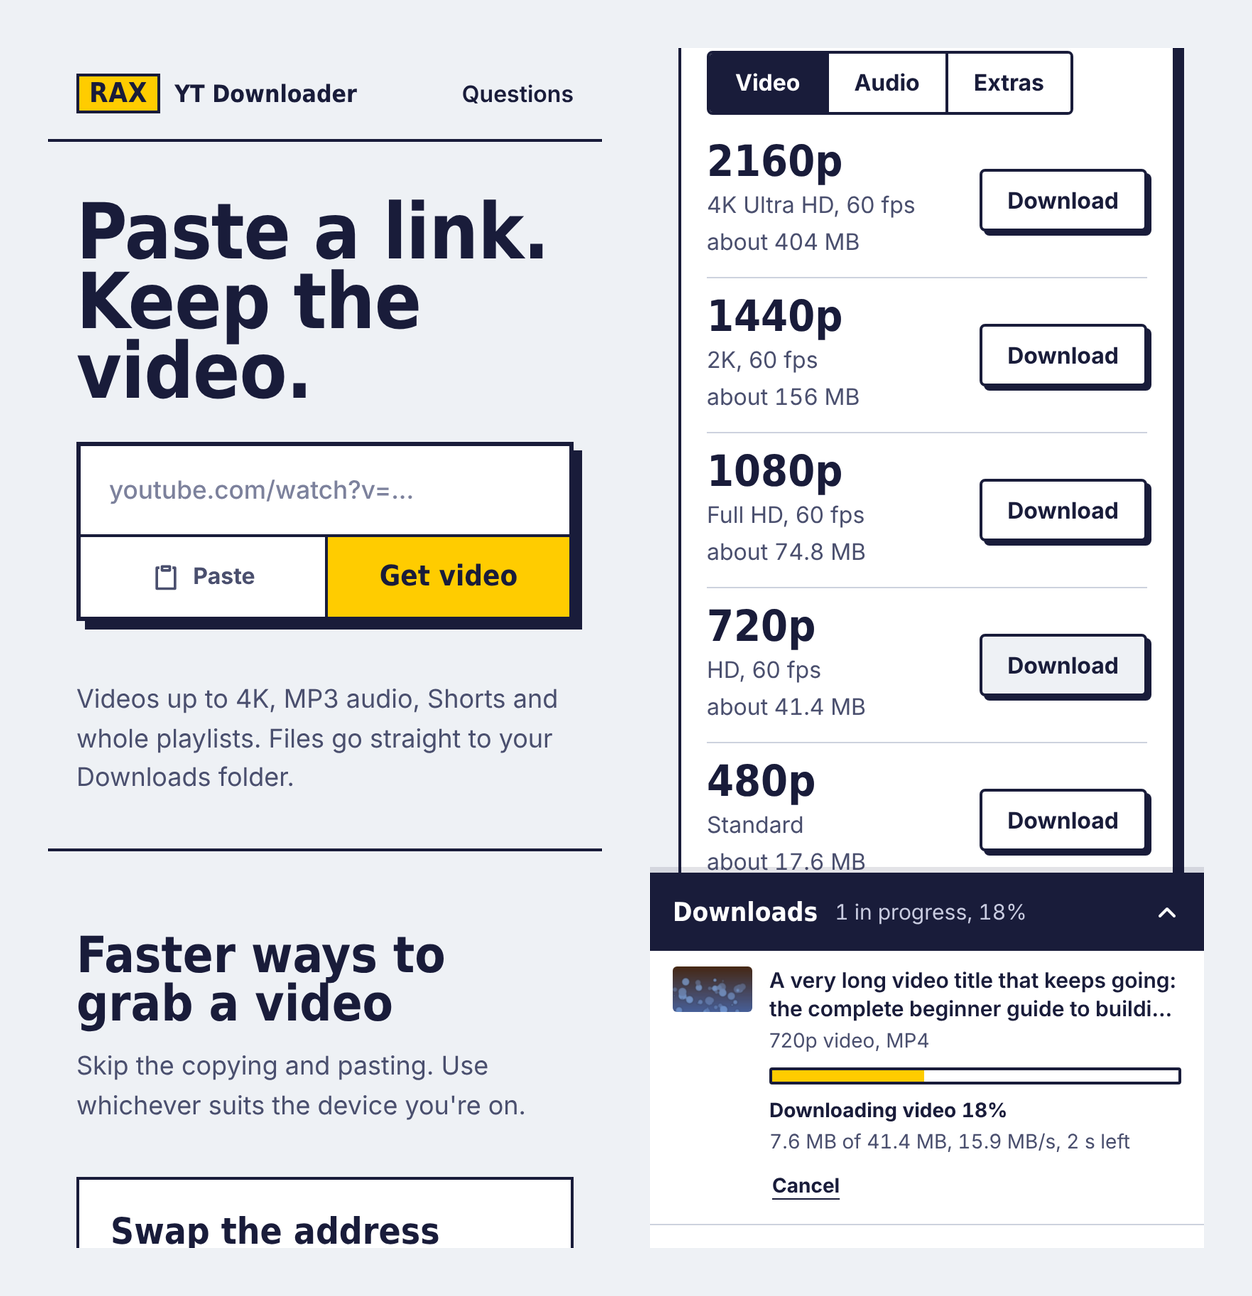 RAX YT Downloader Questions
Paste a link.
Keep the
video.
youtube.com/watch?v=...
Paste Get video
Videos up to 4K, MP3 audio, Shorts and
whole playlists. Files go straight to your
Downloads folder.
Faster ways to
grab a video
Skip the copying and pasting. Use
whichever suits the device you're on.
Swap the address
Video Audio Extras
2160p
4K Ultra HD, 60 fps
about 404 MB
Download
1440p
2K, 60 fps
about 156 MB
Download
1080p
Full HD, 60 fps
about 74.8 MB
Download
720p
HD, 60 fps
about 41.4 MB
Download
480p
Standard
about 17.6 MB
Download
Downloads 1 in progress, 18%
A very long video title that keeps going:
the complete beginner guide to buildi...
720p video, MP4
Downloading video 18%
7.6 MB of 41.4 MB, 15.9 MB/s, 2 s left
Cancel